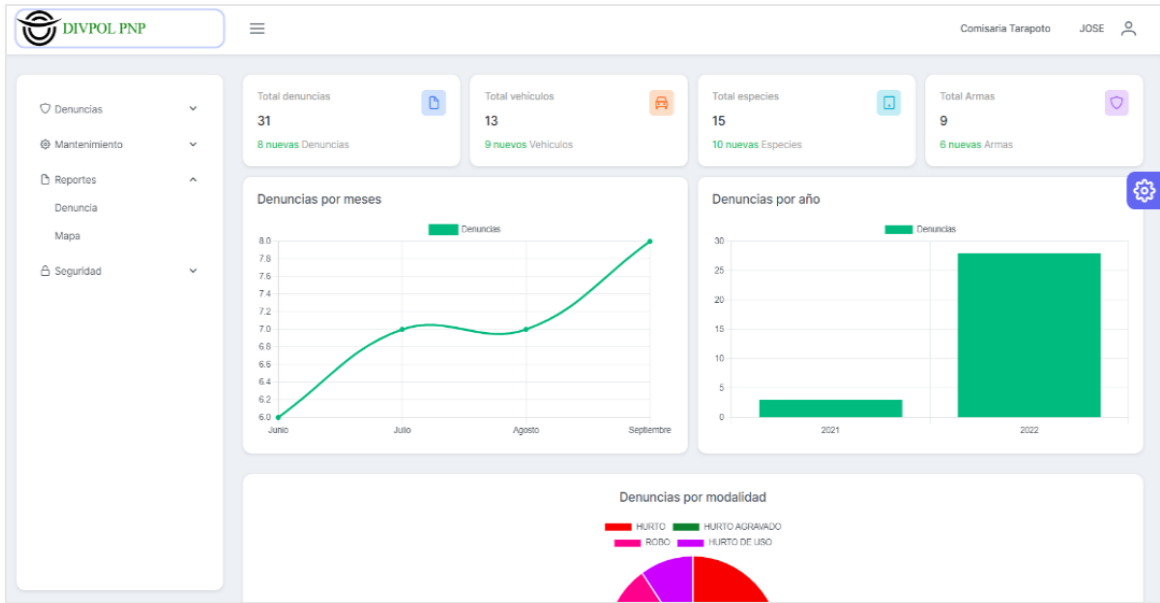 DIVPOL PNP
Comisaria Tarapoto JOSE
Denuncias
Mantenimiento
Reportes
Denuncia
Mapa
Seguridad
Total denuncias
31
8 nuevas Denuncias
Total vehículos
13
9 nuevos Vehiculos
Total especies
15
10 nuevas Especies
Total Armas
9
6 nuevas Armas
Denuncias por meses
Denuncias
8.0
7.8
7.6
7.4
7.2
7.0
6.8
6.6
6.4
6.2
6.0
Junio Julio Agosto Septiembre
Denuncias por año
Denuncias
30
25
20
15
10
5
0
2021 2022
Denuncias por modalidad
HURTO HURTO AGRAVADO
ROBO HURTO DE USO